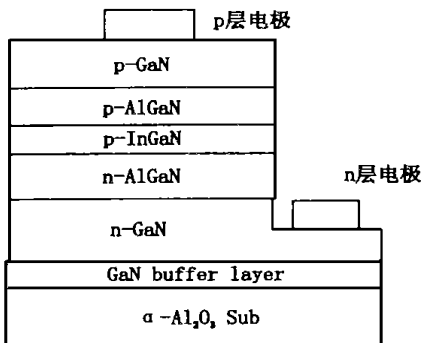 p层电极
p-GaN
p-AlGaN
p-InGaN
n-AlGaN
n层电极
n-GaN
GaN buffer layer
α-Al₂O₃ Sub